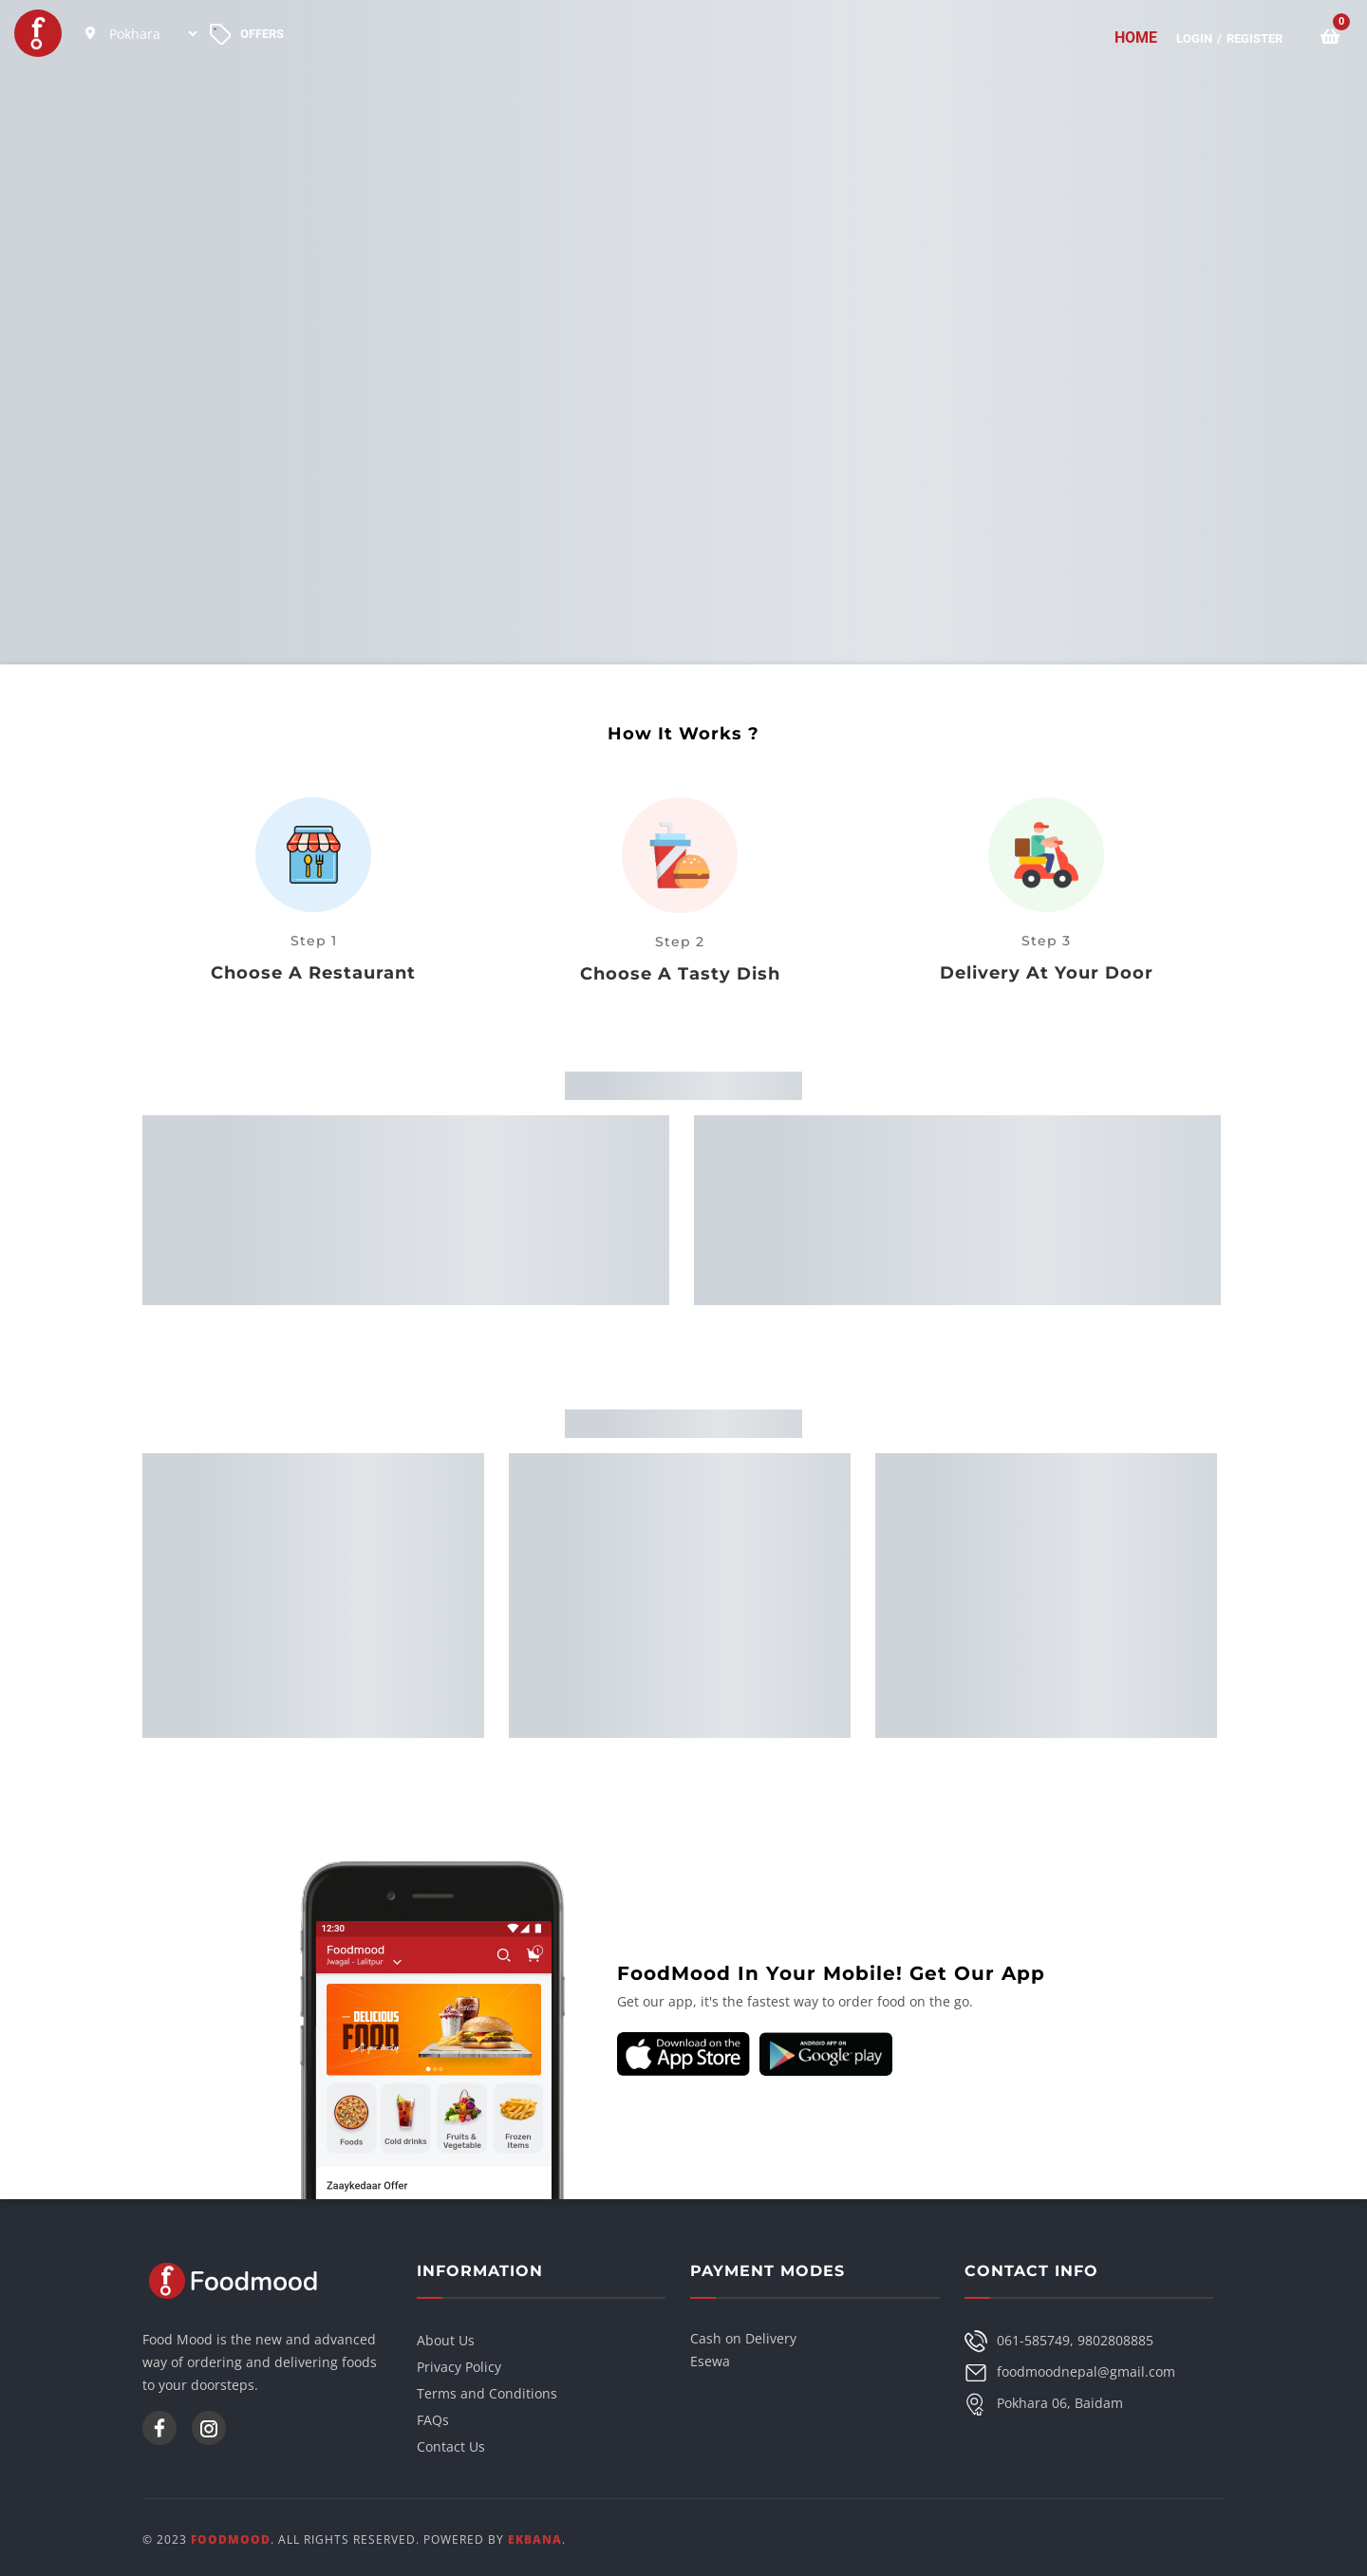 Pokhara
OFFERS
HOME
LOGIN / REGISTER
0
How It Works ?
Step 1
Choose A Restaurant
Step 2
Choose A Tasty Dish
Step 3
Delivery At Your Door
12:30
Foodmood
Jwagal - Lalitpur
1
DELICIOUS
FOOD
Foods
Cold drinks
Fruits &
Vegetable
Frozen
Items
Zaaykedaar Offer
FoodMood In Your Mobile! Get Our App
Get our app, it's the fastest way to order food on the go.
Download on the
App Store
ANDROID APP ON
Google play
Foodmood
Food Mood is the new and advanced
way of ordering and delivering foods
to your doorsteps.
INFORMATION
About Us
Privacy Policy
Terms and Conditions
FAQs
Contact Us
PAYMENT MODES
Cash on Delivery
Esewa
CONTACT INFO
061-585749, 9802808885
foodmoodnepal@gmail.com
Pokhara 06, Baidam
© 2023 FOODMOOD. ALL RIGHTS RESERVED. POWERED BY EKBANA.